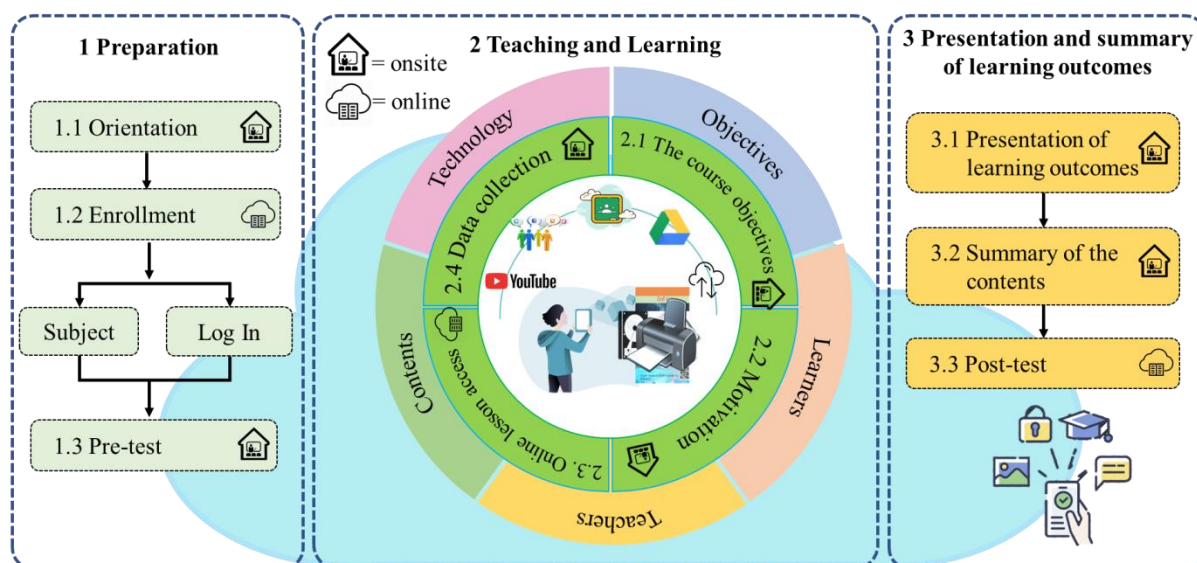 1 Preparation
1.1 Orientation
1.2 Enrollment
Subject
Log In
1.3 Pre-test
2 Teaching and Learning
= onsite
= online
Technology
Objectives
Learners
Teachers
Contents
2.1 The course objectives
2.2 Motivation
2.3. Online lesson access
2.4 Data collection
YouTube
3 Presentation and summary
of learning outcomes
3.1 Presentation of
learning outcomes
3.2 Summary of the
contents
3.3 Post-test